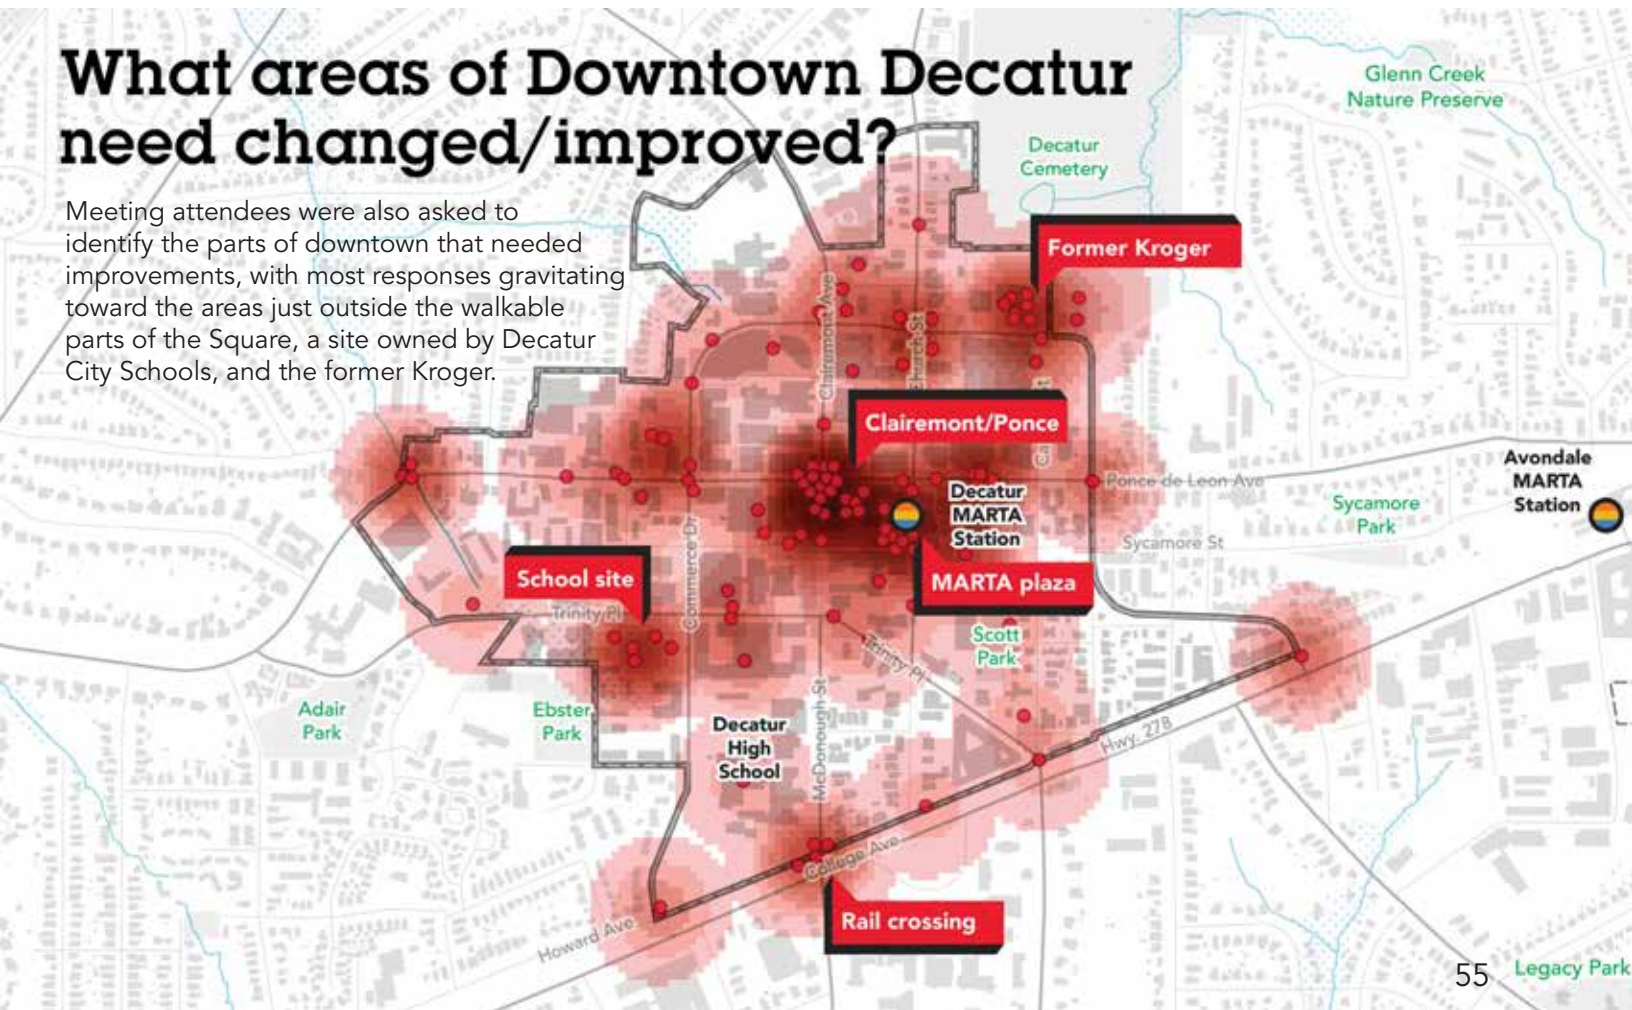 What areas of Downtown Decatur
need changed/improved?
Meeting attendees were also asked to
identify the parts of downtown that needed
improvements, with most responses gravitating
toward the areas just outside the walkable
parts of the Square, a site owned by Decatur
City Schools, and the former Kroger.
Glenn Creek
Nature Preserve
Decatur
Cemetery
Former Kroger
Clairemont Ave
Church St
Clairemont/Ponce
Ponce de Leon Ave
Avondale
MARTA
Station
Decatur
MARTA
Station
Sycamore
Park
Sycamore St
School site
MARTA plaza
Trinity Pl
Commerce Dr
Scott
Park
Trinity Pl
Adair
Park
Ebster
Park
Decatur
High
School
McDonough St
Hwy. 278
College Ave
Rail crossing
Howard Ave
55
Legacy Park